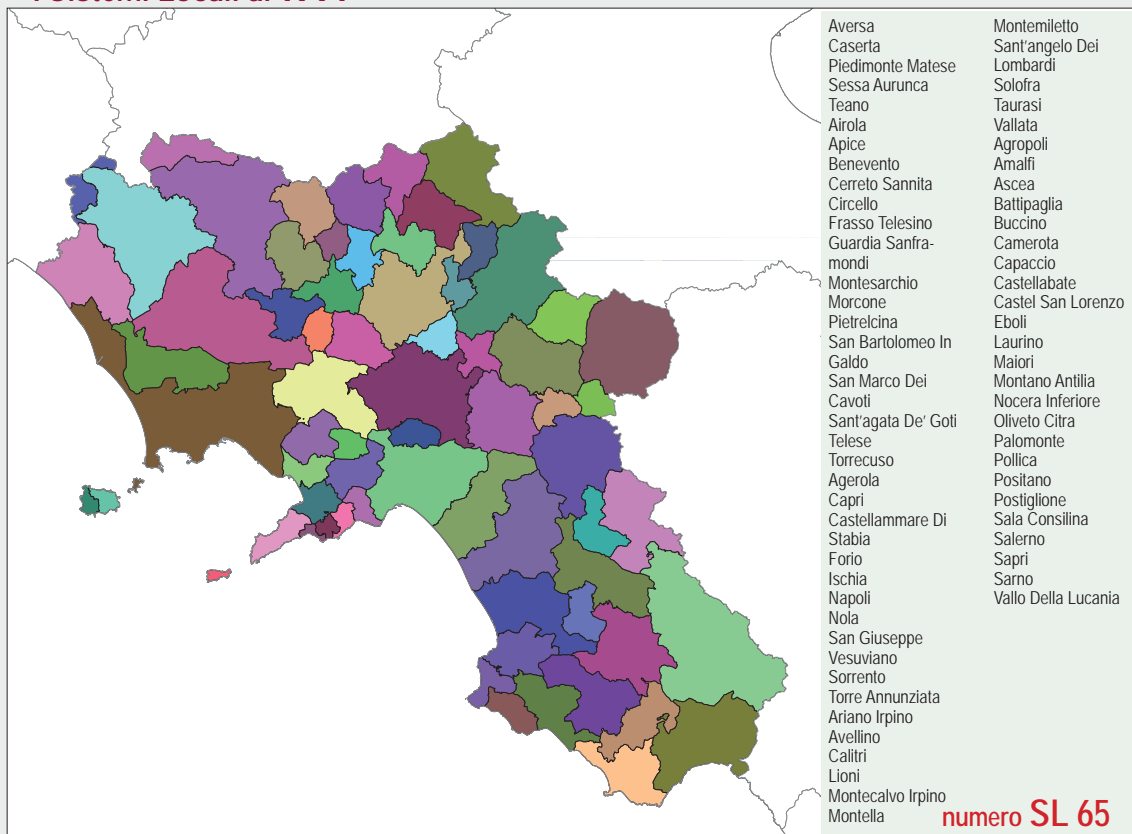 Aversa
Caserta
Piedimonte Matese
Sessa Aurunca
Teano
Airola
Apice
Benevento
Cerreto Sannita
Circello
Frasso Telesino
Guardia Sanfra-
mondi
Montesarchio
Morcone
Pietrelcina
San Bartolomeo In
Galdo
San Marco Dei
Cavoti
Sant'agata De' Goti
Telese
Torrecuso
Agerola
Capri
Castellammare Di
Stabia
Forio
Ischia
Napoli
Nola
San Giuseppe
Vesuviano
Sorrento
Torre Annunziata
Ariano Irpino
Avellino
Calitri
Lioni
Montecalvo Irpino
Montella
Montemiletto
Sant'angelo Dei
Lombardi
Solofra
Taurasi
Vallata
Agropoli
Amalfi
Ascea
Battipaglia
Buccino
Camerota
Capaccio
Castellabate
Castel San Lorenzo
Eboli
Laurino
Maiori
Montano Antilia
Nocera Inferiore
Oliveto Citra
Palomonte
Pollica
Positano
Postiglione
Sala Consilina
Salerno
Sapri
Sarno
Vallo Della Lucania
numero SL 65